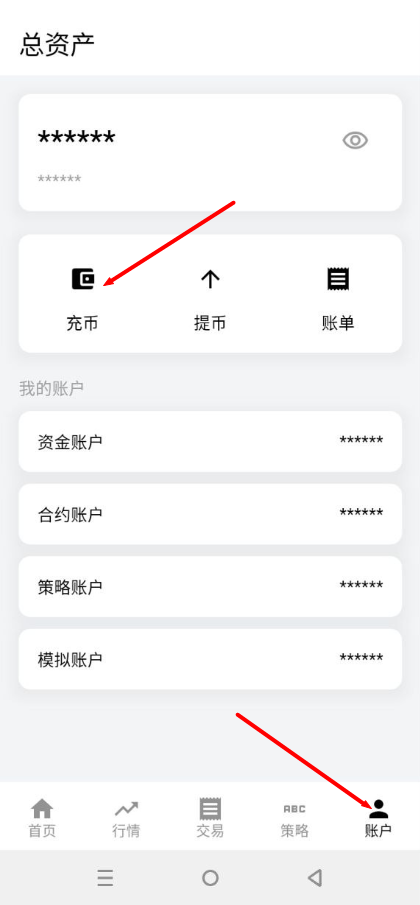 总资产
******
******
充币 提币 账单
我的账户
资金账户 ******
合约账户 ******
策略账户 ******
模拟账户 ******
ABC
首页 行情 交易 策略 账户